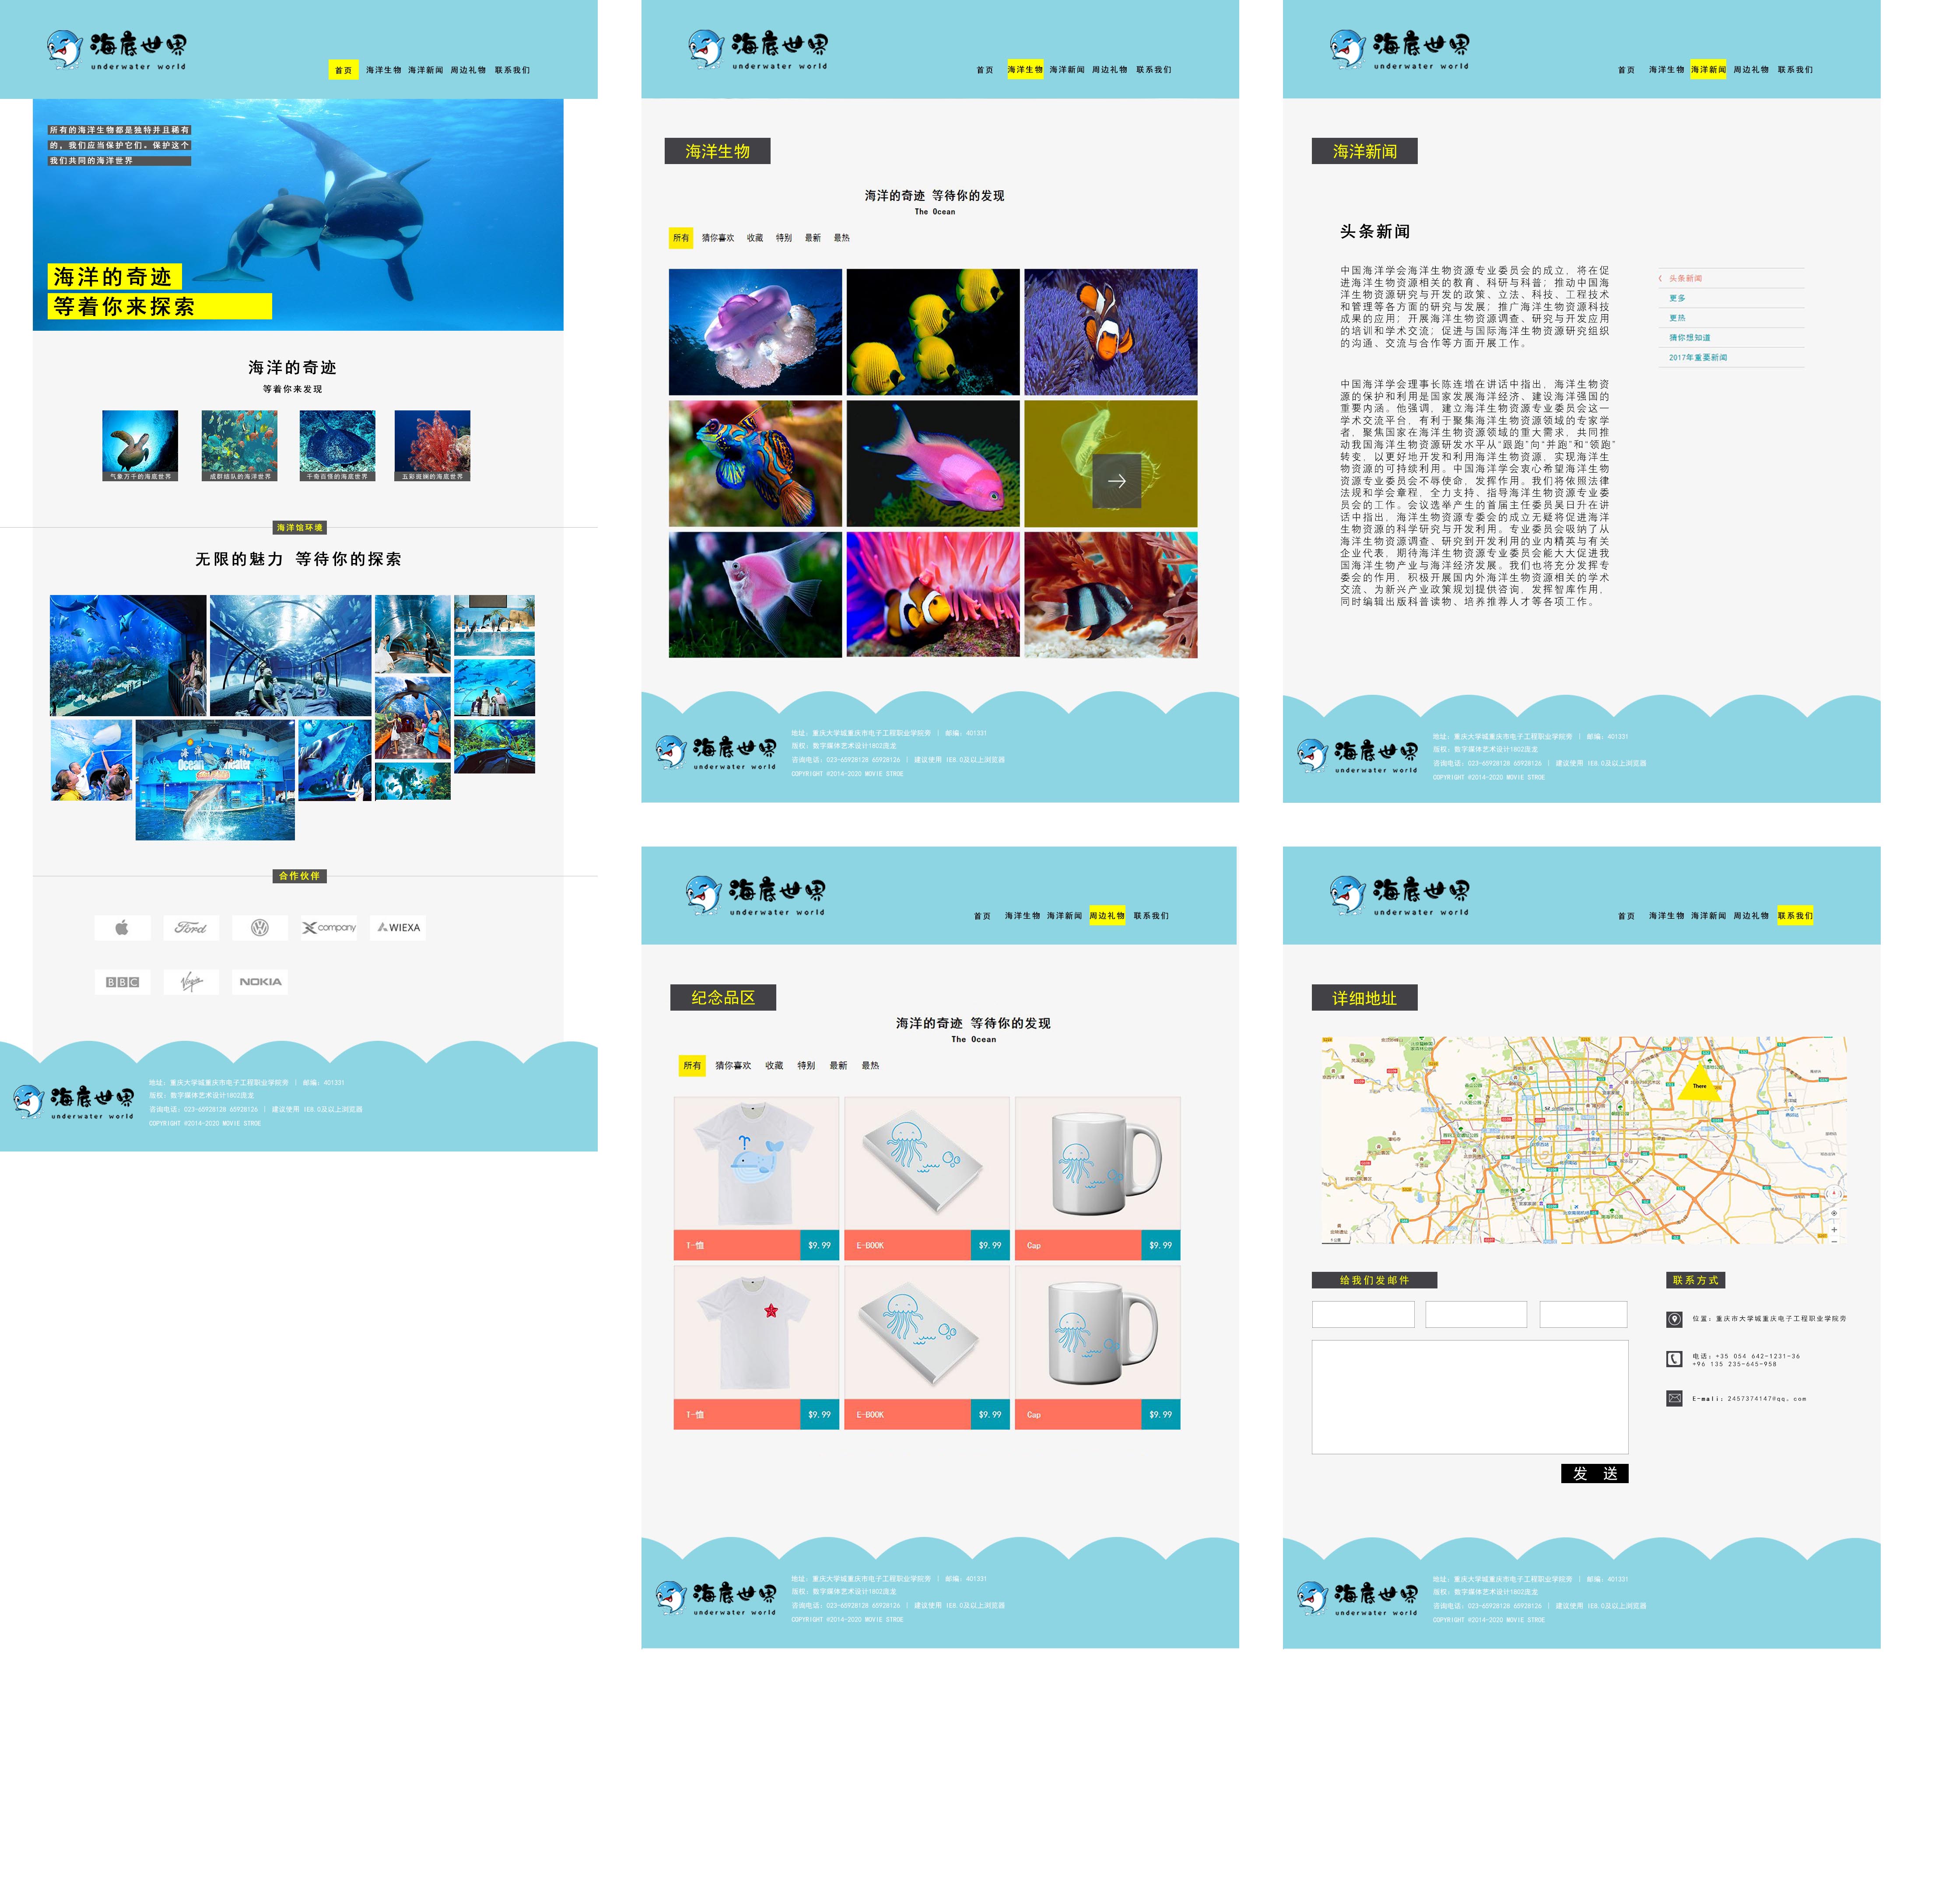 海底世界
underwater world
首页 海洋生物 海洋新闻 周边礼物 联系我们
所有的海洋生物都是独特并且稀有
的，我们应当保护它们。保护这个
我们共同的海洋世界
海洋的奇迹
等着你来探索
海洋的奇迹
等着你来发现
气象万千的海底世界
成群结队的海洋世界
千奇百怪的海底世界
五彩斑斓的海底世界
海洋馆环境
无限的魅力 等待你的探索
海洋剧场
Ocean Theater
合作伙伴
Ford
company
WIEXA
BBC
Virgin
NOKIA
海底世界
underwater world
地址：重庆大学城重庆市电子工程职业学院旁 | 邮编：401331
版权：数字媒体艺术设计1802庞龙
咨询电话：023-65928128 65928126 | 建议使用 IE8.0及以上浏览器
COPYRIGHT ©2014-2020 MOVIE STROE
海底世界
underwater world
首页 海洋生物 海洋新闻 周边礼物 联系我们
海洋生物
海洋的奇迹 等待你的发现
The Ocean
所有 猜你喜欢 收藏 特别 最新 最热
海底世界
underwater world
地址：重庆大学城重庆市电子工程职业学院旁 | 邮编：401331
版权：数字媒体艺术设计1802庞龙
咨询电话：023-65928128 65928126 | 建议使用 IE8.0及以上浏览器
COPYRIGHT ©2014-2020 MOVIE STROE
海底世界
underwater world
首页 海洋生物 海洋新闻 周边礼物 联系我们
海洋新闻
头条新闻
中国海洋学会海洋生物资源专业委员会的成立，将在促
进海洋生物资源相关的教育、科研与科普；推动中国海
洋生物资源研究与开发的政策、立法、科技、工程技术
和管理等各方面的研究与发展；推广海洋生物资源科技
成果的应用；开展海洋生物资源调查、研究与开发应用
的培训和学术交流；促进与国际海洋生物资源研究组织
的沟通、交流与合作等方面开展工作。
中国海洋学会理事长陈连增在讲话中指出，海洋生物资
源的保护和利用是国家发展海洋经济、建设海洋强国的
重要内涵。他强调，建立海洋生物资源专业委员会这一
学术交流平台，有利于聚集海洋生物资源领域的专家学
者，聚焦国家在海洋生物资源领域的重大需求，共同推
动我国海洋生物资源研发水平从“跟跑”向“并跑”和“领跑”
转变，以更好地开发和利用海洋生物资源，实现海洋生
物资源的可持续利用。中国海洋学会衷心希望海洋生物
资源专业委员会不辱使命，发挥作用。我们将依照法律
法规和学会章程，全力支持、指导海洋生物资源专业委
员会的工作。会议选举产生的首届主任委员吴日升在讲
话中指出，海洋生物资源专委会的成立无疑将促进海洋
生物资源的科学研究与开发利用。专业委员会吸纳了从
海洋生物资源调查、研究到开发利用的业内精英与有关
企业代表，期待海洋生物资源专业委员会能大大促进我
国海洋生物产业与海洋经济发展。我们也将充分发挥专
委会的作用，积极开展国内外海洋生物资源相关的学术
交流、为新兴产业政策规划提供咨询，发挥智库作用，
同时编辑出版科普读物、培养推荐人才等各项工作。
头条新闻
更多
更热
猜你想知道
2017年重要新闻
海底世界
underwater world
地址：重庆大学城重庆市电子工程职业学院旁 | 邮编：401331
版权：数字媒体艺术设计1802庞龙
咨询电话：023-65928128 65928126 | 建议使用 IE8.0及以上浏览器
COPYRIGHT ©2014-2020 MOVIE STROE
海底世界
underwater world
首页 海洋生物 海洋新闻 周边礼物 联系我们
纪念品区
海洋的奇迹 等待你的发现
The Ocean
所有 猜你喜欢 收藏 特别 最新 最热
T-恤 $9.99
E-BOOK $9.99
Cap $9.99
T-恤 $9.99
E-BOOK $9.99
Cap $9.99
海底世界
underwater world
地址：重庆大学城重庆市电子工程职业学院旁 | 邮编：401331
版权：数字媒体艺术设计1802庞龙
咨询电话：023-65928128 65928126 | 建议使用 IE8.0及以上浏览器
COPYRIGHT ©2014-2020 MOVIE STROE
海底世界
underwater world
首页 海洋生物 海洋新闻 周边礼物 联系我们
详细地址
There
给我们发邮件
发 送
联系方式
位置：重庆市大学城重庆电子工程职业学院旁
电话：+35 054 642-1231-36
+96 135 235-645-958
E-mali：2457374147@qq.com
海底世界
underwater world
地址：重庆大学城重庆市电子工程职业学院旁 | 邮编：401331
版权：数字媒体艺术设计1802庞龙
咨询电话：023-65928128 65928126 | 建议使用 IE8.0及以上浏览器
COPYRIGHT ©2014-2020 MOVIE STROE